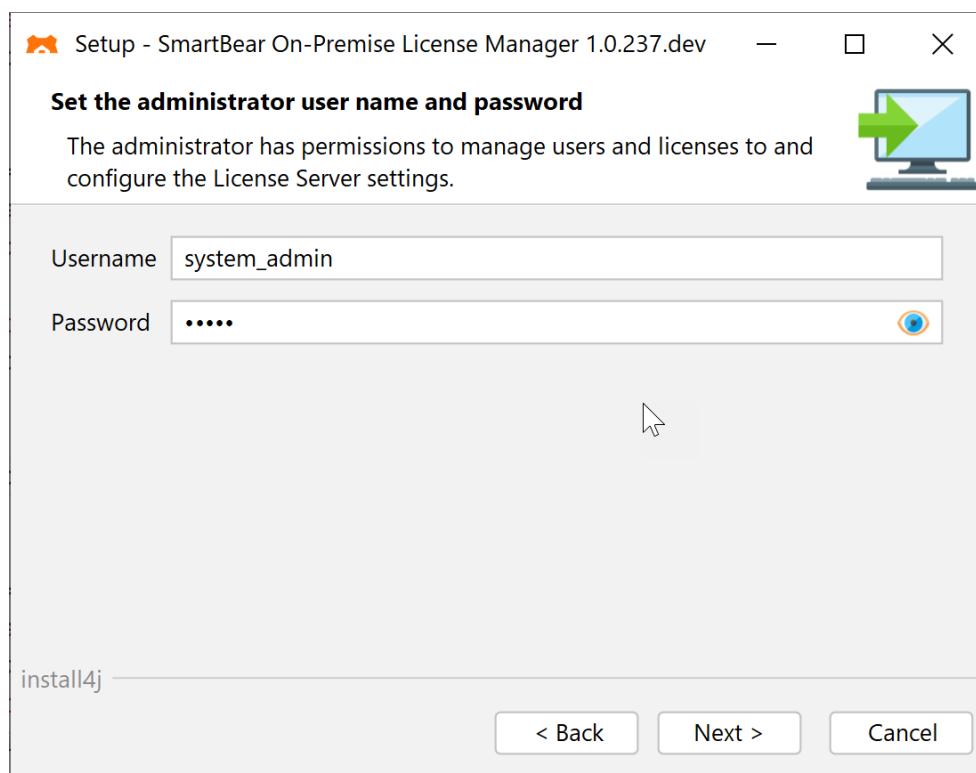 Setup - SmartBear On-Premise License Manager 1.0.237.dev
Set the administrator user name and password
The administrator has permissions to manage users and licenses to and
configure the License Server settings.
Username system_admin
Password •••••
install4j
< Back Next > Cancel